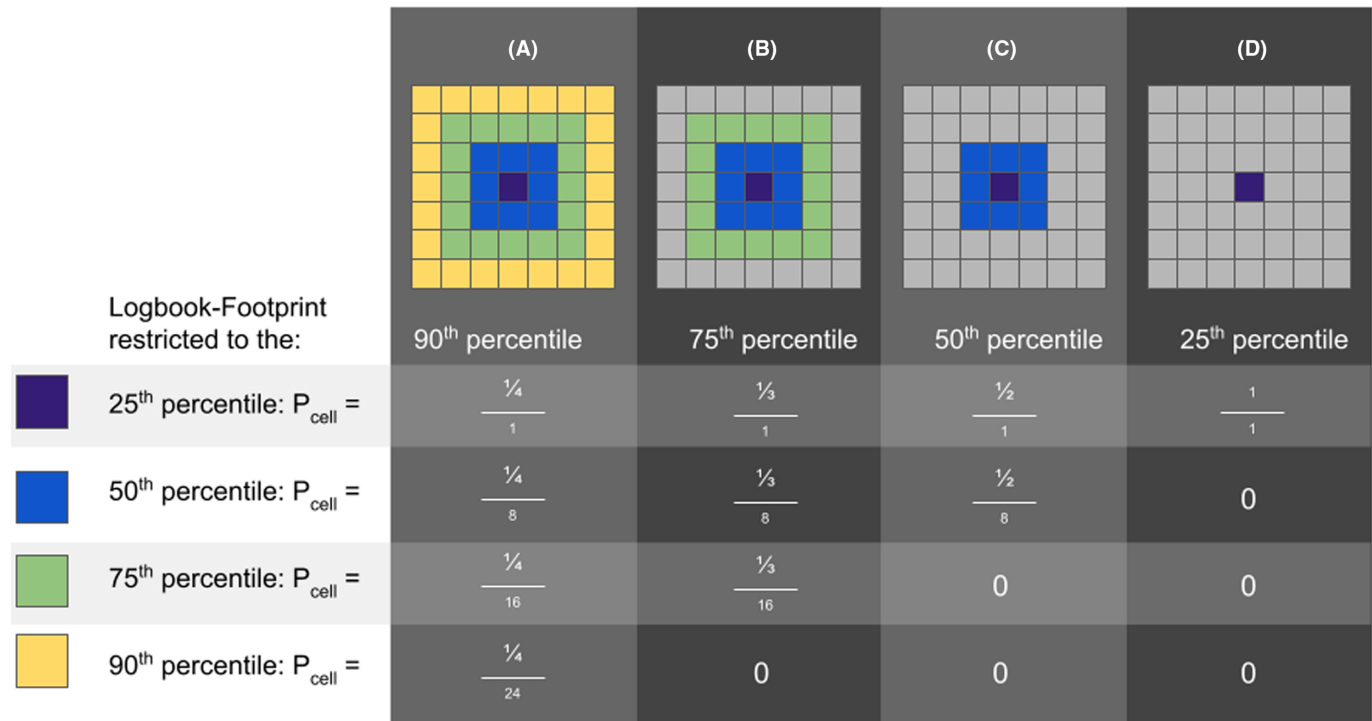 (A) (B) (C) (D)
Logbook-Footprint
restricted to the:
90th percentile 75th percentile 50th percentile 25th percentile
25th percentile: Pcell = ¼/1 ⅓/1 ½/1 1/1
50th percentile: Pcell = ¼/8 ⅓/8 ½/8 0
75th percentile: Pcell = ¼/16 ⅓/16 0 0
90th percentile: Pcell = ¼/24 0 0 0